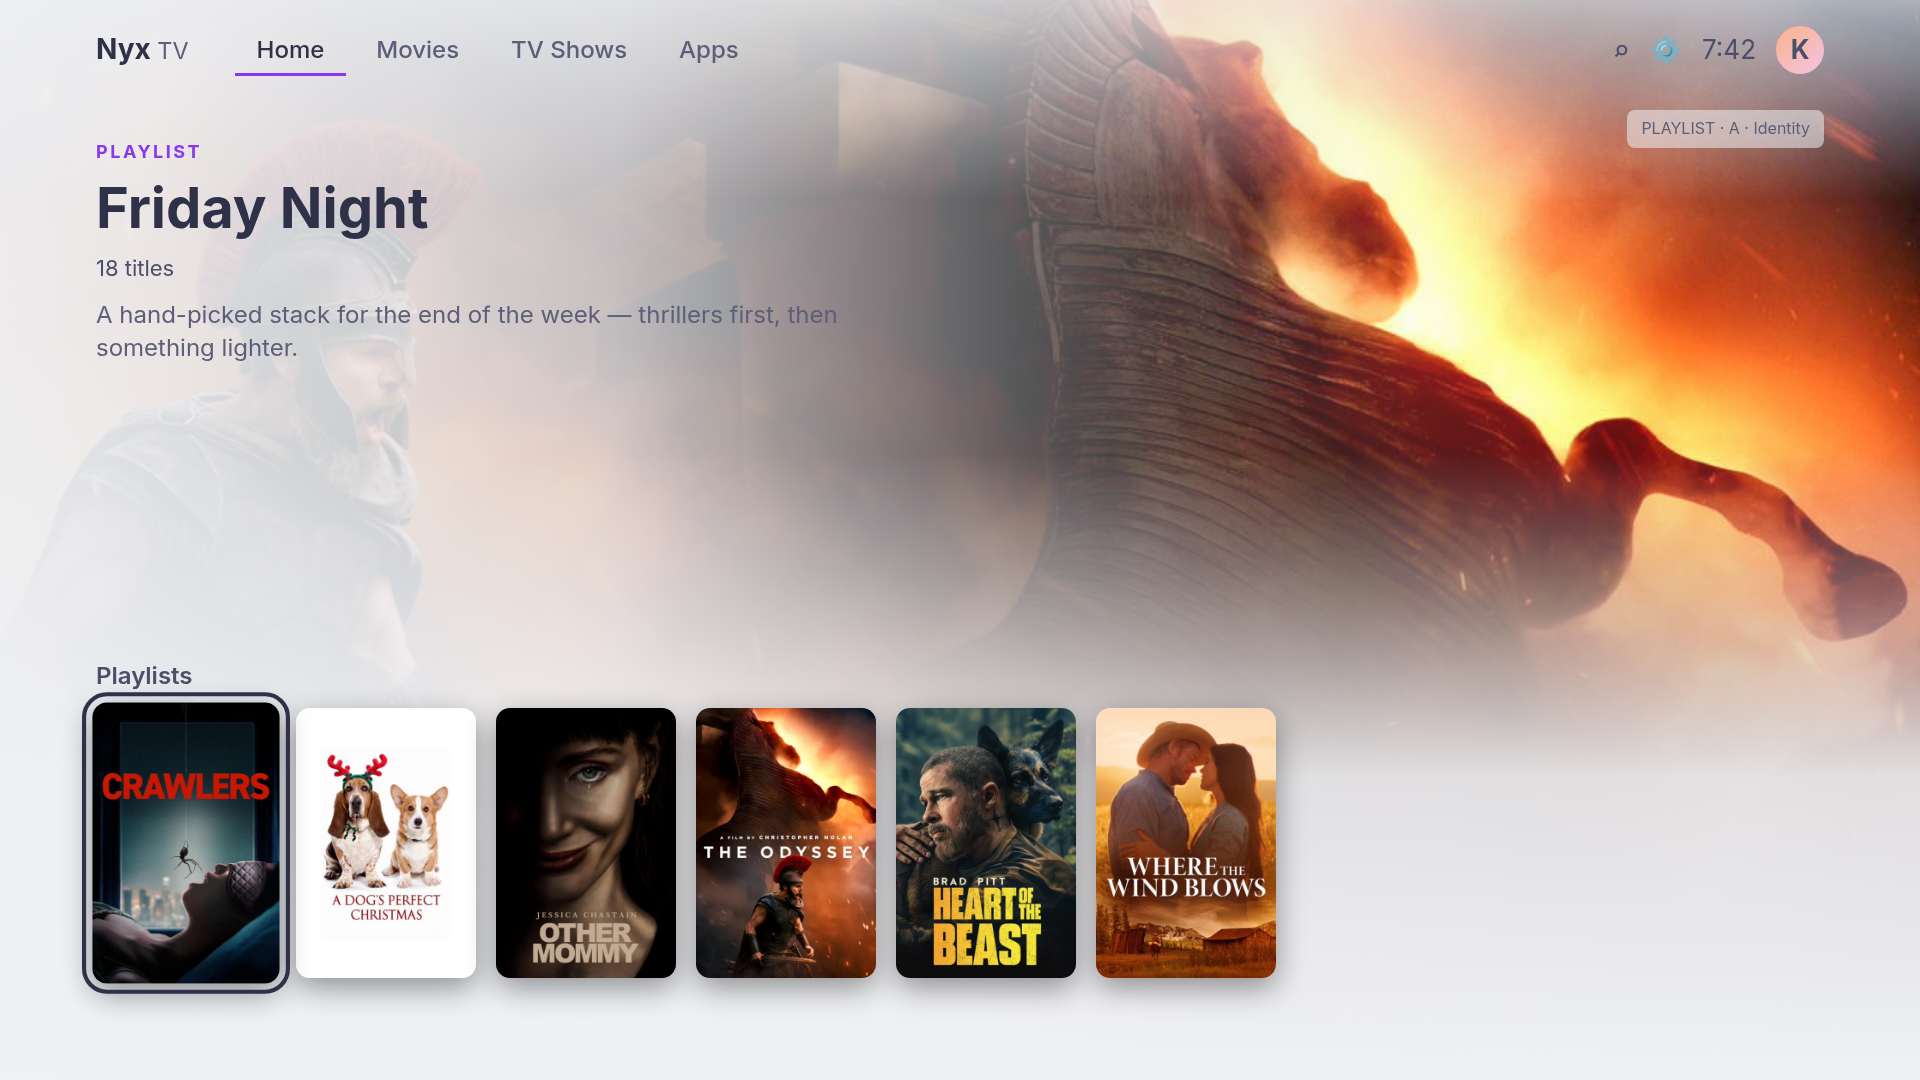 Nyx TV
Home
Movies
TV Shows
Apps
7:42
K
PLAYLIST · A · Identity
PLAYLIST
Friday Night
18 titles
A hand-picked stack for the end of the week — thrillers first, then
something lighter.
Playlists
CRAWLERS
A DOG'S PERFECT
CHRISTMAS
JESSICA CHASTAIN
OTHER
MOMMY
A FILM BY CHRISTOPHER NOLAN
THE ODYSSEY
BRAD PITT
HEART OF THE
BEAST
WHERE THE
WIND BLOWS